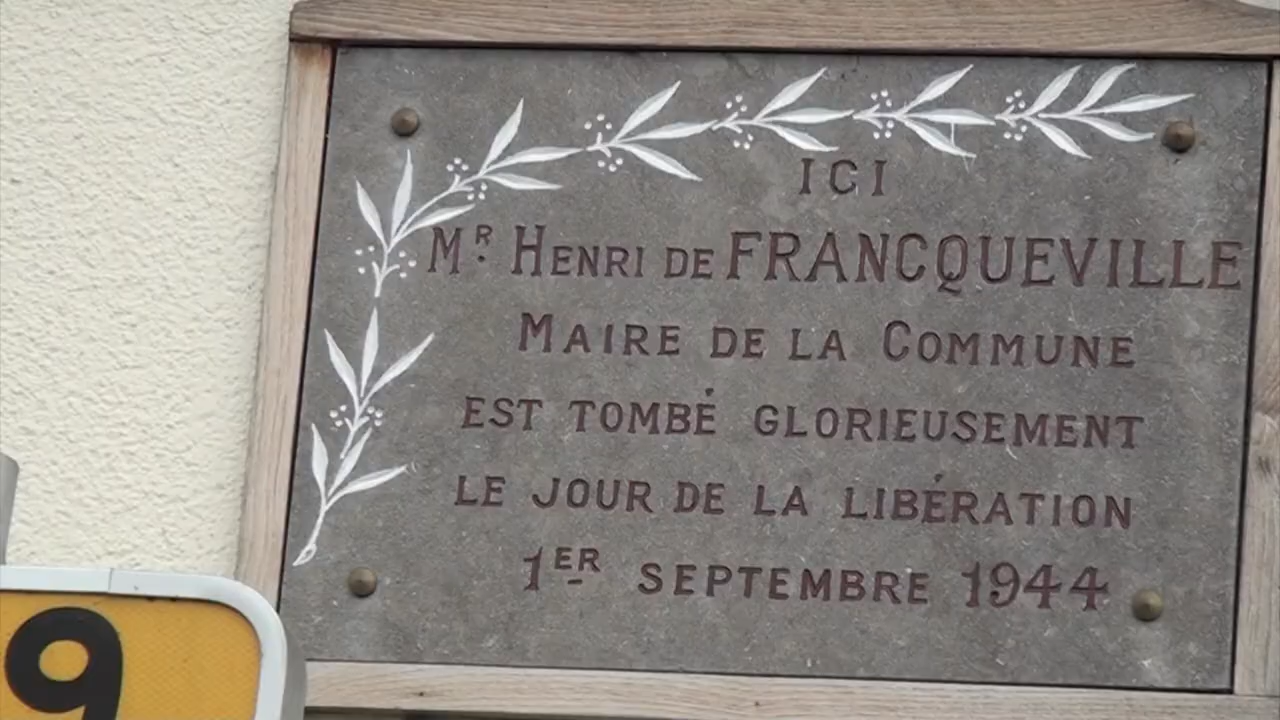 ICI
MR. HENRI DE FRANCQUEVILLE
MAIRE DE LA COMMUNE
EST TOMBÉ GLORIEUSEMENT
LE JOUR DE LA LIBÉRATION
1ER SEPTEMBRE 1944
9